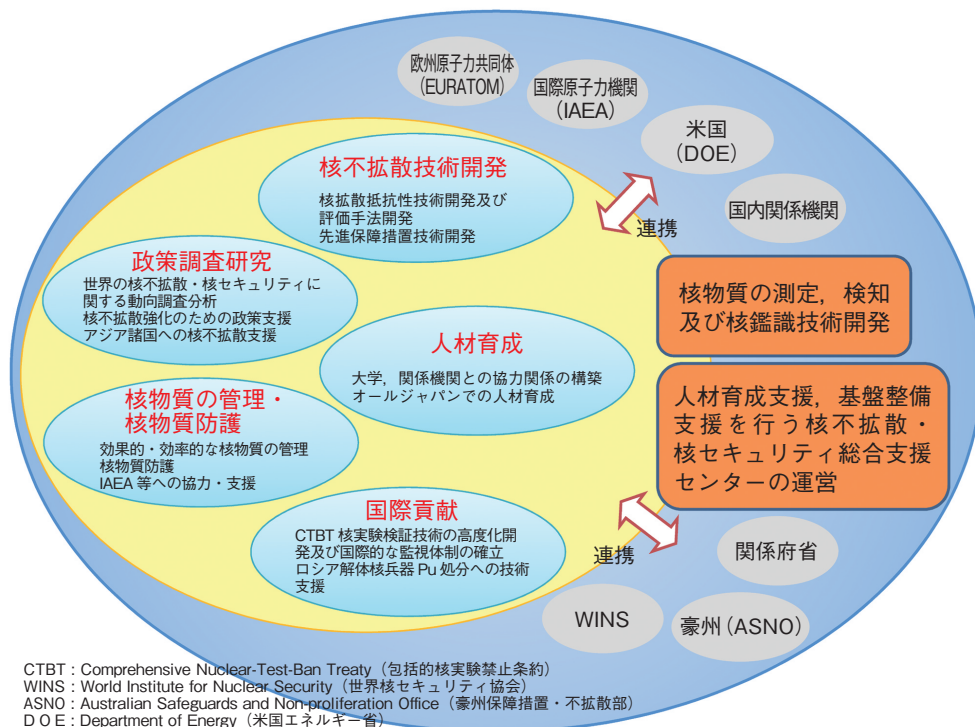 欧州原子力共同体
(EURATOM)
国際原子力機関
(IAEA)
米国
(DOE)
国内関係機関
連携
核不拡散技術開発
核拡散抵抗性技術開発及び
評価手法開発
先進保障措置技術開発
政策調査研究
世界の核不拡散・核セキュリティに
関する動向調査分析
核不拡散強化のための政策支援
アジア諸国への核不拡散支援
人材育成
大学，関係機関との協力関係の構築
オールジャパンでの人材育成
核物質の測定，検知
及び核鑑識技術開発
核物質の管理・
核物質防護
効果的・効率的な核物質の管理
核物質防護
IAEA 等への協力・支援
人材育成支援，基盤整備
支援を行う核不拡散・
核セキュリティ総合支援
センターの運営
国際貢献
CTBT 核実験検証技術の高度化開
発及び国際的な監視体制の確立
ロシア解体核兵器 Pu 処分への技術
支援
連携
関係府省
WINS
豪州 (ASNO)
CTBT : Comprehensive Nuclear-Test-Ban Treaty（包括的核実験禁止条約）
WINS : World Institute for Nuclear Security（世界核セキュリティ協会）
ASNO : Australian Safeguards and Non-proliferation Office（豪州保障措置・不拡散部）
D O E : Department of Energy（米国エネルギー省）